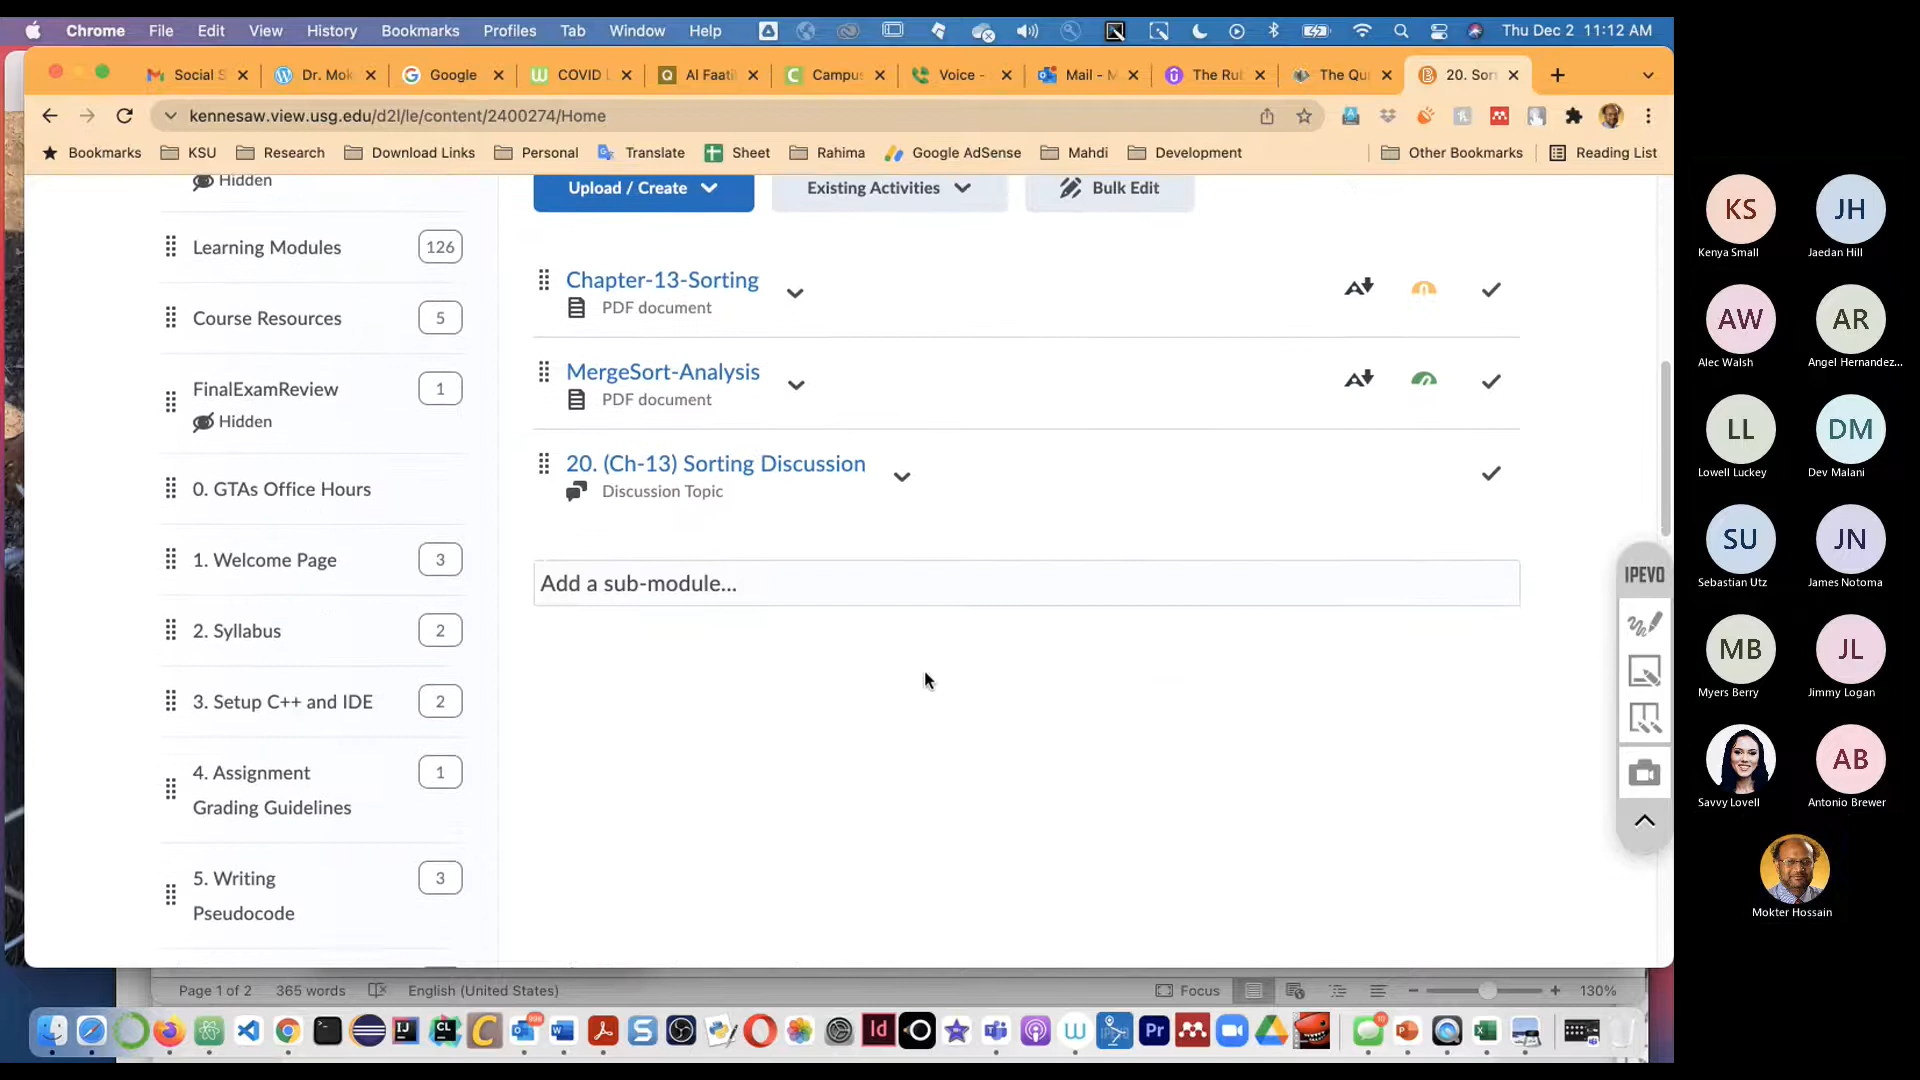 Chrome File Edit View History Bookmarks Profiles Tab Window Help Thu Dec 2 11:12 AM
Social S Dr. Mok Google COVID Al Faati Campu Voice - Mail - M The Ru The Qu 20. Sor
kennesaw.view.usg.edu/d2l/le/content/2400274/Home
Bookmarks KSU Research Download Links Personal Translate Sheet Rahima Google AdSense Mahdi Development Other Bookmarks Reading List
Hidden
Learning Modules 126
Course Resources 5
FinalExamReview 1
Hidden
0. GTAs Office Hours
1. Welcome Page 3
2. Syllabus 2
3. Setup C++ and IDE 2
4. Assignment
Grading Guidelines 1
5. Writing
Pseudocode 3
Upload / Create Existing Activities Bulk Edit
Chapter-13-Sorting
PDF document
MergeSort-Analysis
PDF document
20. (Ch-13) Sorting Discussion
Discussion Topic
Add a sub-module...
IPEVO
Page 1 of 2 365 words English (United States) Focus 130%
KS JH
Kenya Small Jaedan Hill
AW AR
Alec Walsh Angel Hernandez...
LL DM
Lowell Luckey Dev Malani
SU JN
Sebastian Utz James Notoma
MB JL
Myers Berry Jimmy Logan
AB
Savvy Lovell Antonio Brewer
Mokter Hossain